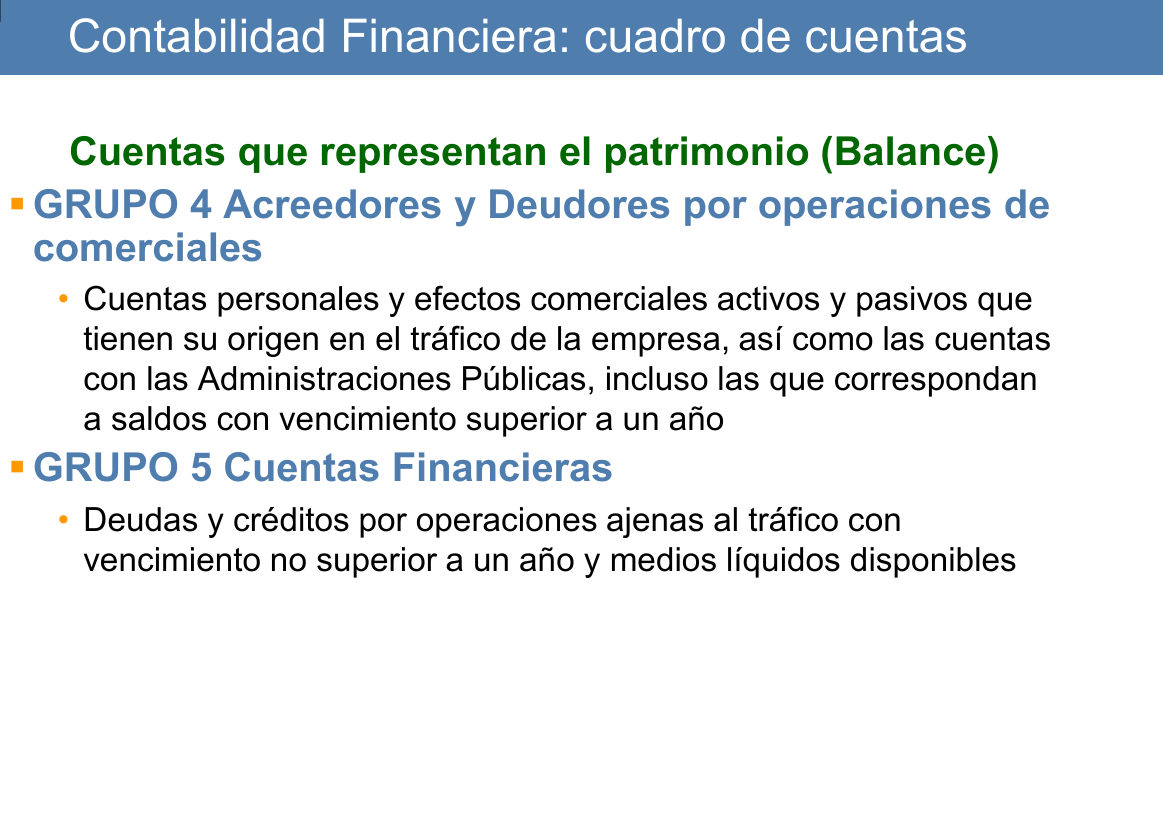 Contabilidad Financiera: cuadro de cuentas
Cuentas que representan el patrimonio (Balance)
▪ GRUPO 4 Acreedores y Deudores por operaciones de
comerciales
• Cuentas personales y efectos comerciales activos y pasivos que
tienen su origen en el tráfico de la empresa, así como las cuentas
con las Administraciones Públicas, incluso las que correspondan
a saldos con vencimiento superior a un año
▪ GRUPO 5 Cuentas Financieras
• Deudas y créditos por operaciones ajenas al tráfico con
vencimiento no superior a un año y medios líquidos disponibles